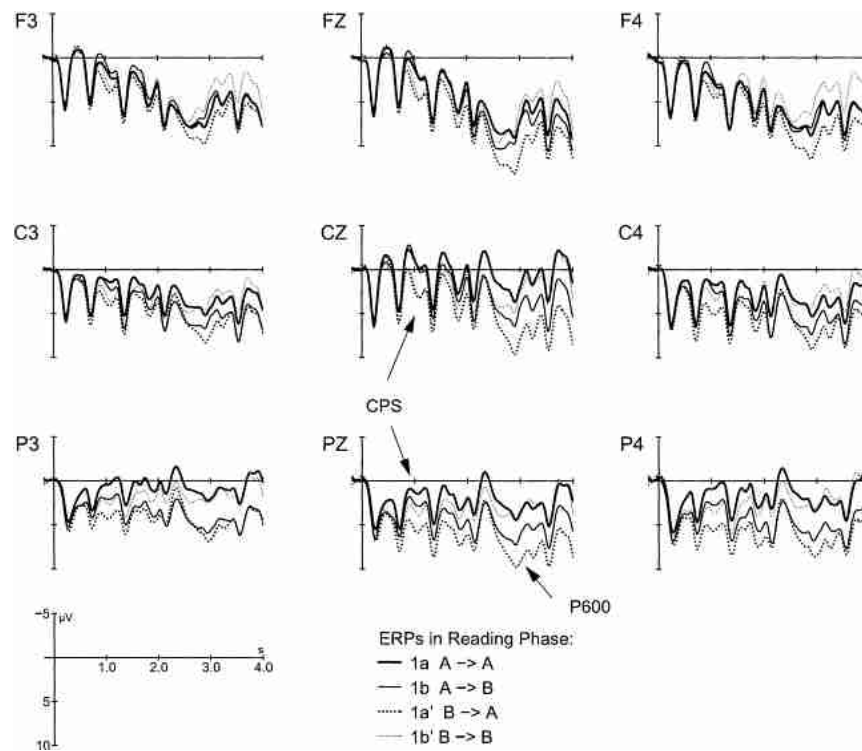 F3 FZ F4
C3 CZ C4
CPS
P3 PZ P4
P600
−5
μV
s
1.0 2.0 3.0 4.0
5
10
ERPs in Reading Phase:
1a A −> A
1b A −> B
1a' B −> A
1b' B −> B